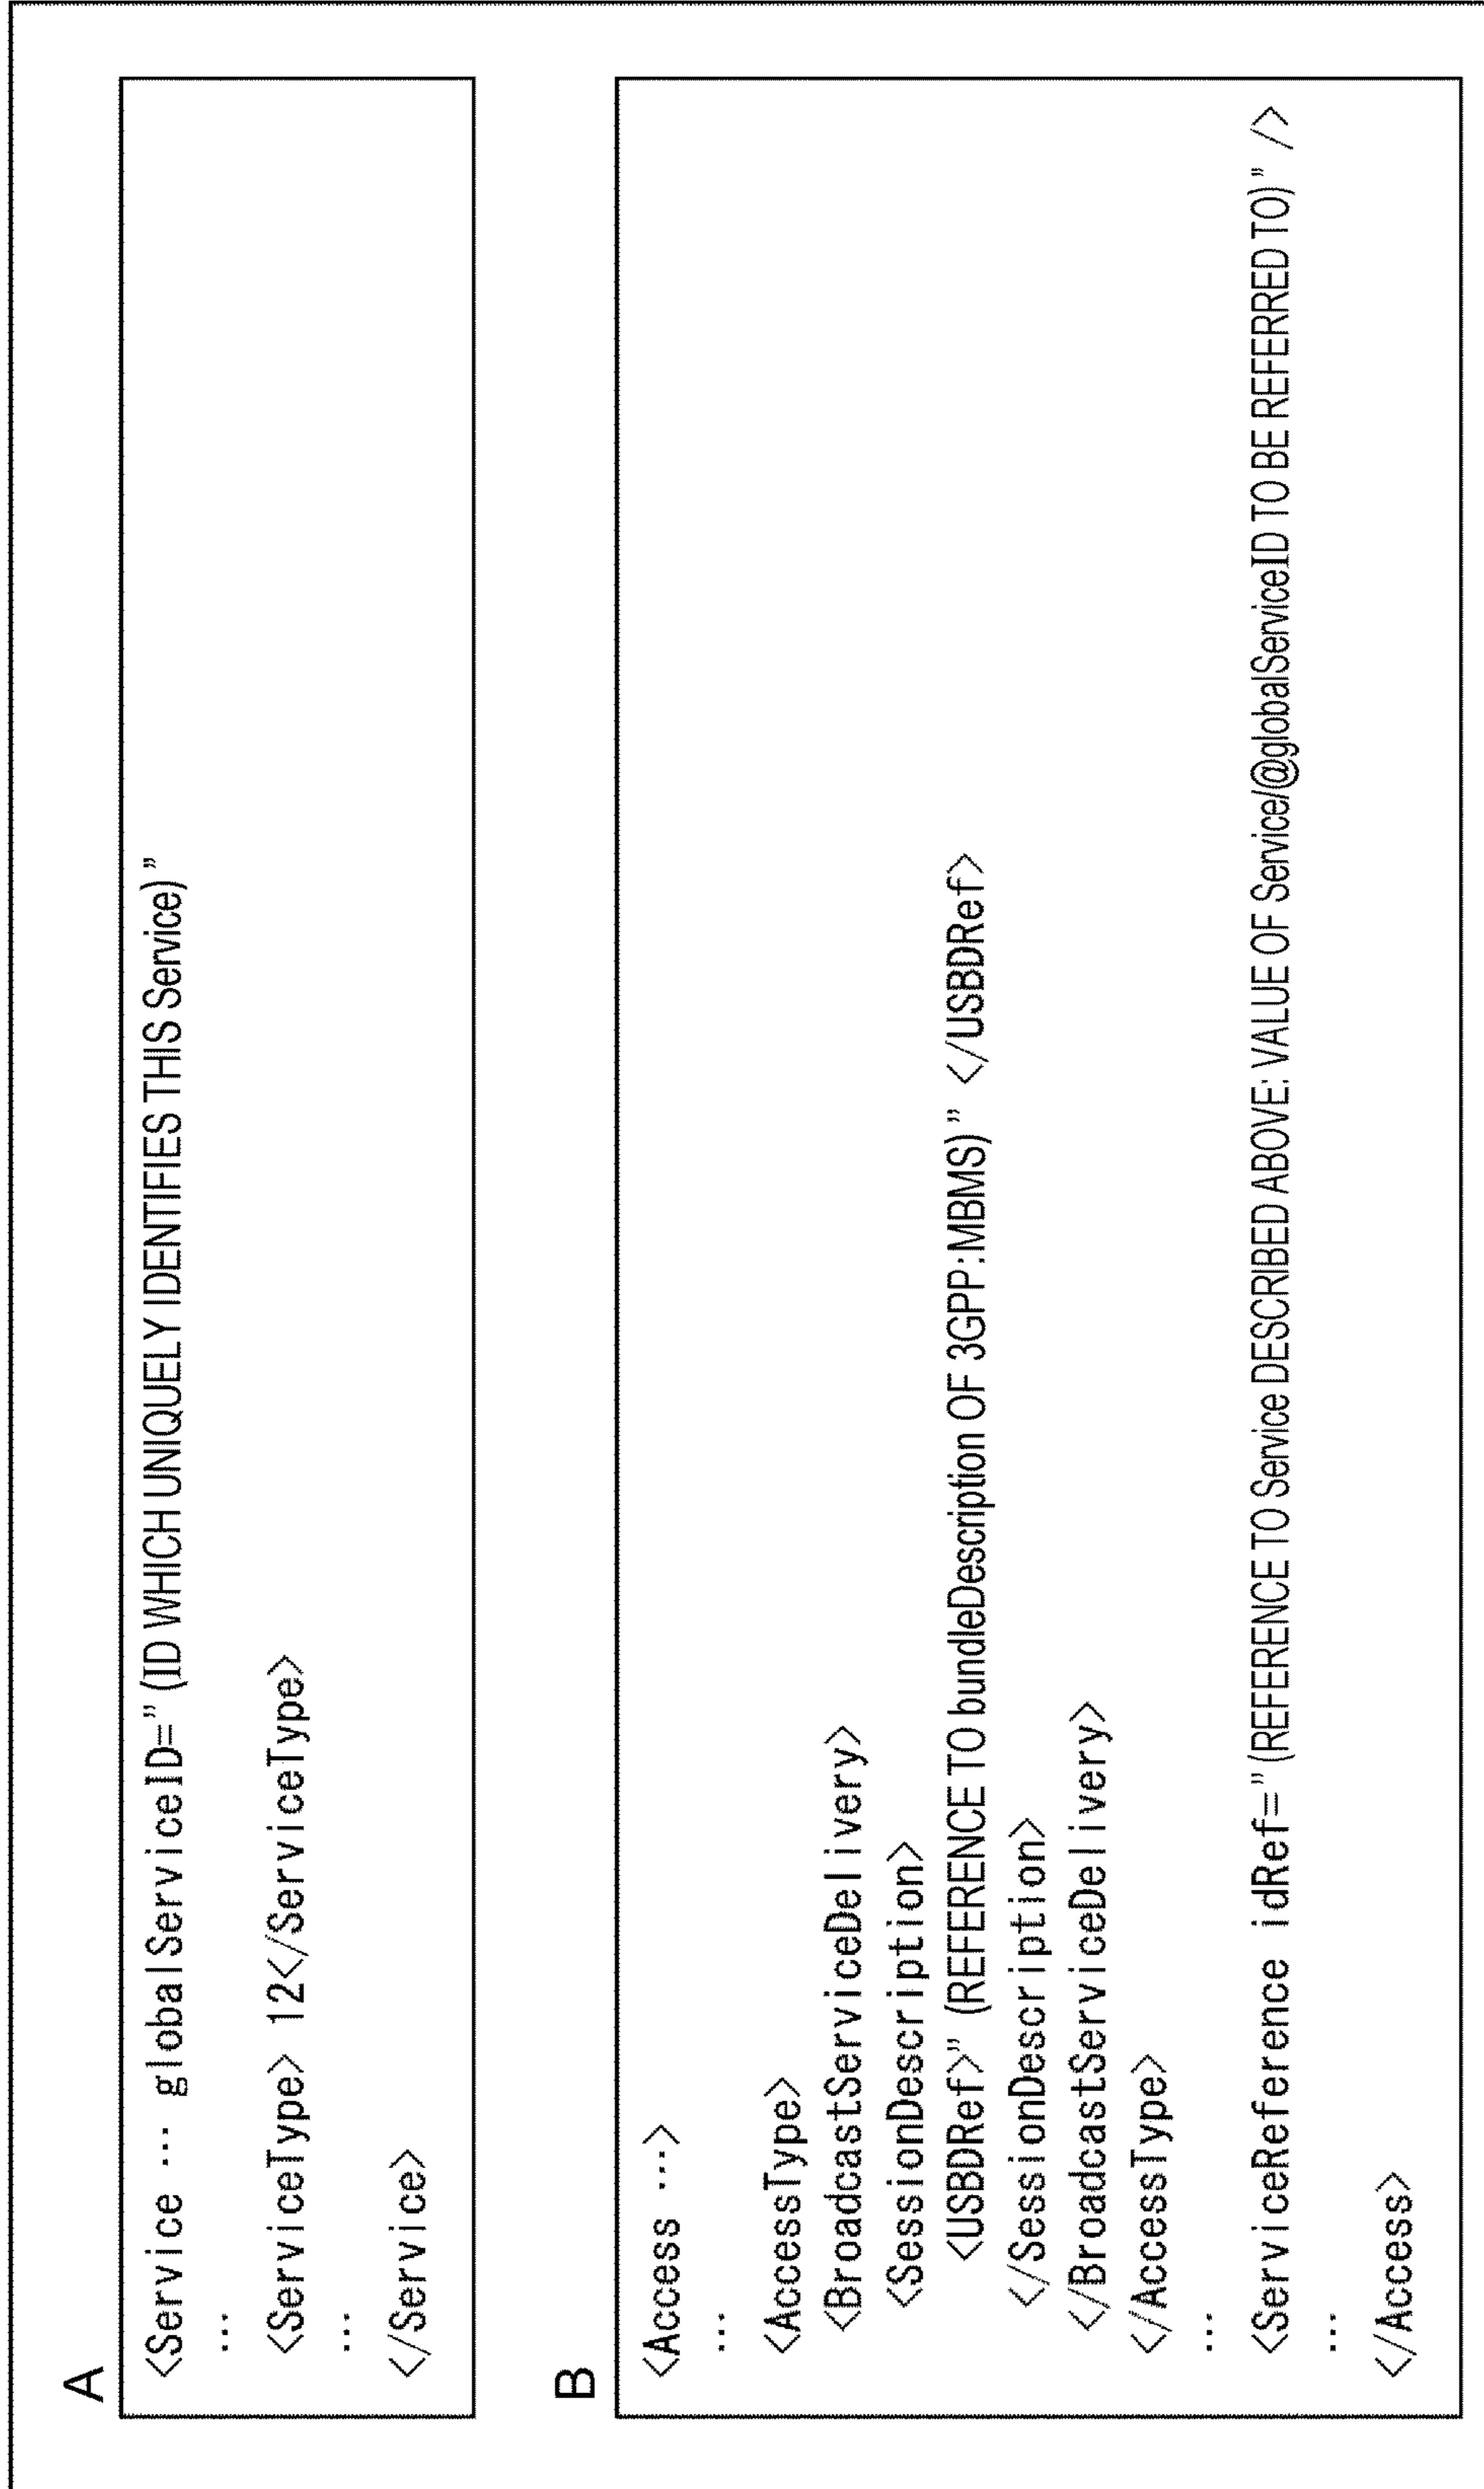 A
<Service ... globalServiceID=”(ID WHICH UNIQUELY IDENTIFIES THIS Service)”
...
<ServiceType> 12</ServiceType>
...
</Service>
B
<Access ...>
...
<AccessType>
<BroadcastServiceDelivery>
<SessionDescription>
<USBDRef>”(REFERENCE TO bundleDescription OF 3GPP:MBMS)” </USBDRef>
</SessionDescription>
</BroadcastServiceDelivery>
</AccessType>
...
<ServiceReference idRef=”(REFERENCE TO Service DESCRIBED ABOVE: VALUE OF Service/@globalServiceID TO BE REFERRED TO)” />
...
</Access>